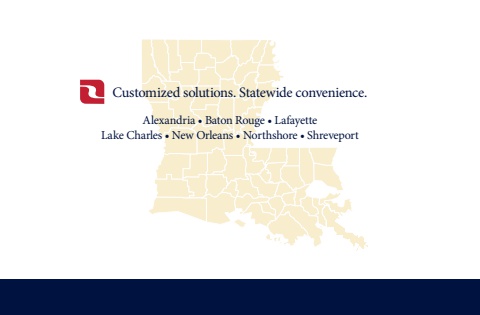 Customized solutions. Statewide convenience.
Alexandria • Baton Rouge • Lafayette
Lake Charles • New Orleans • Northshore • Shreveport